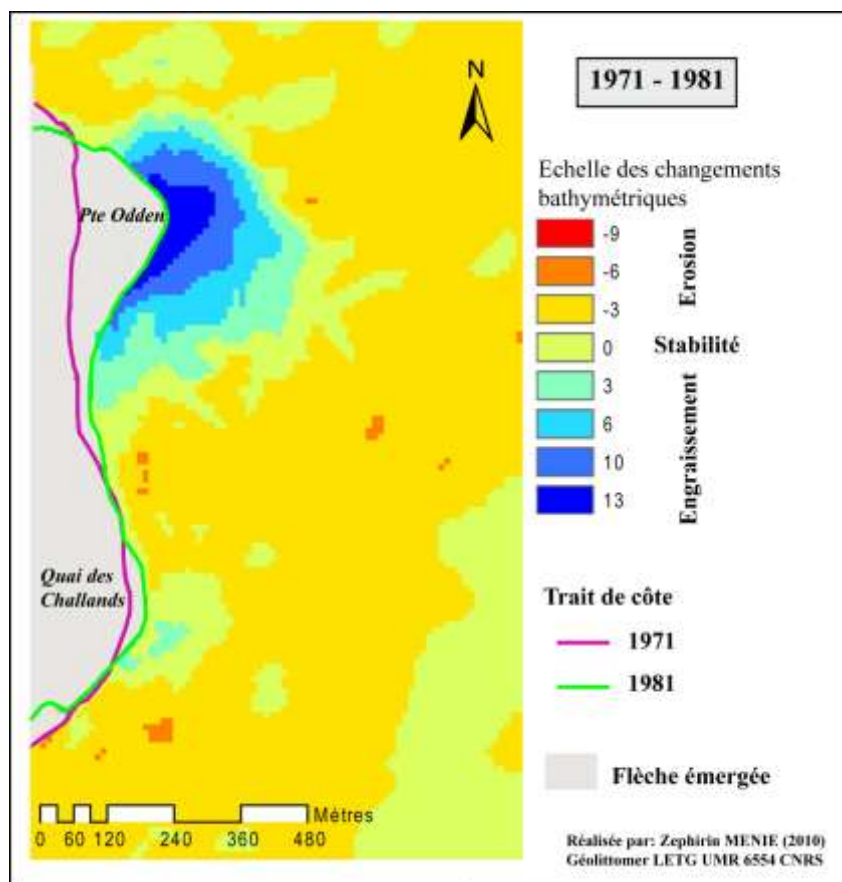 N
1971 - 1981
Echelle des changements
bathymétriques
-9
-6
-3
0
3
6
10
13
Erosion
Stabilité
Engraissement
Pte Odden
Quai des
Challands
Trait de côte
1971
1981
Flèche émergée
Métres
0 60 120 240 360 480
Réalisée par: Zephirin MENIE (2010)
Géolittomer LETG UMR 6554 CNRS